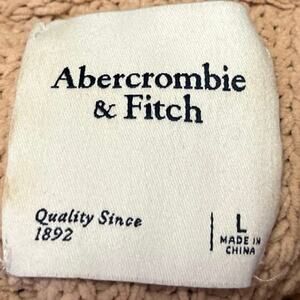 Abercrombie
& Fitch
Quality Since
1892
L
MADE IN
CHINA